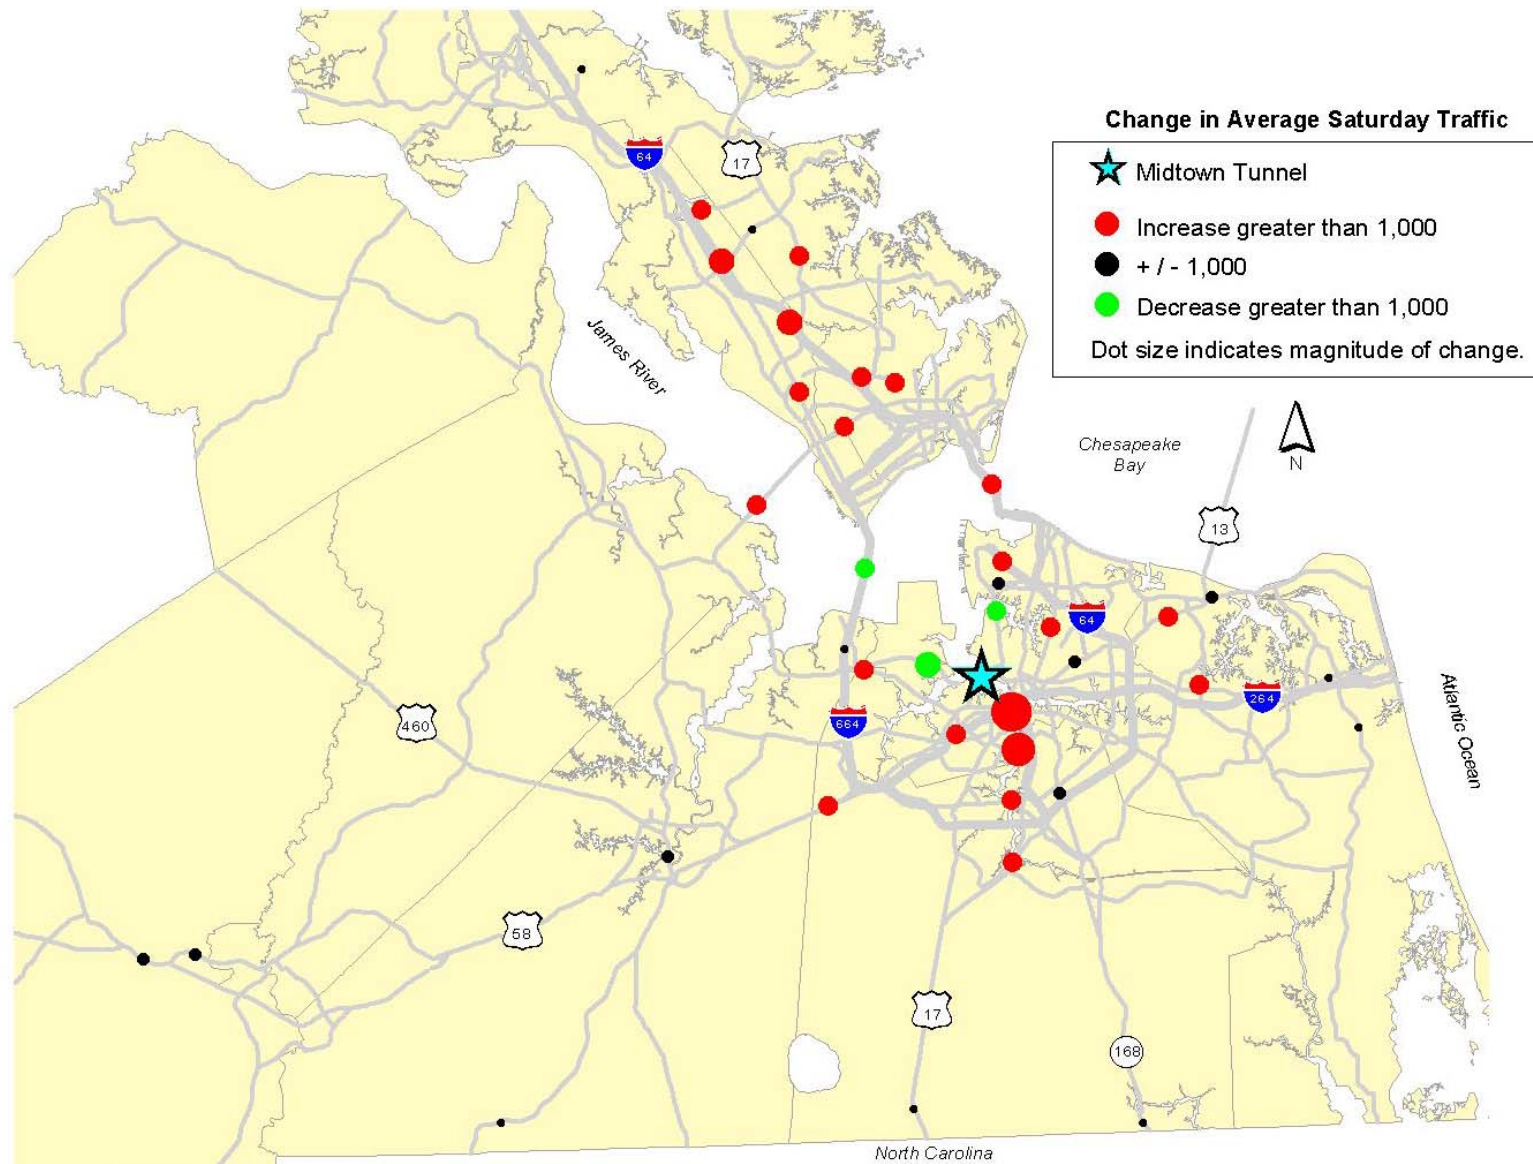 Change in Average Saturday Traffic
Midtown Tunnel
Increase greater than 1,000
+ / - 1,000
Decrease greater than 1,000
Dot size indicates magnitude of change.
64
17
James River
Chesapeake
Bay
N
13
64
264
664
460
Atlantic Ocean
58
17
168
North Carolina